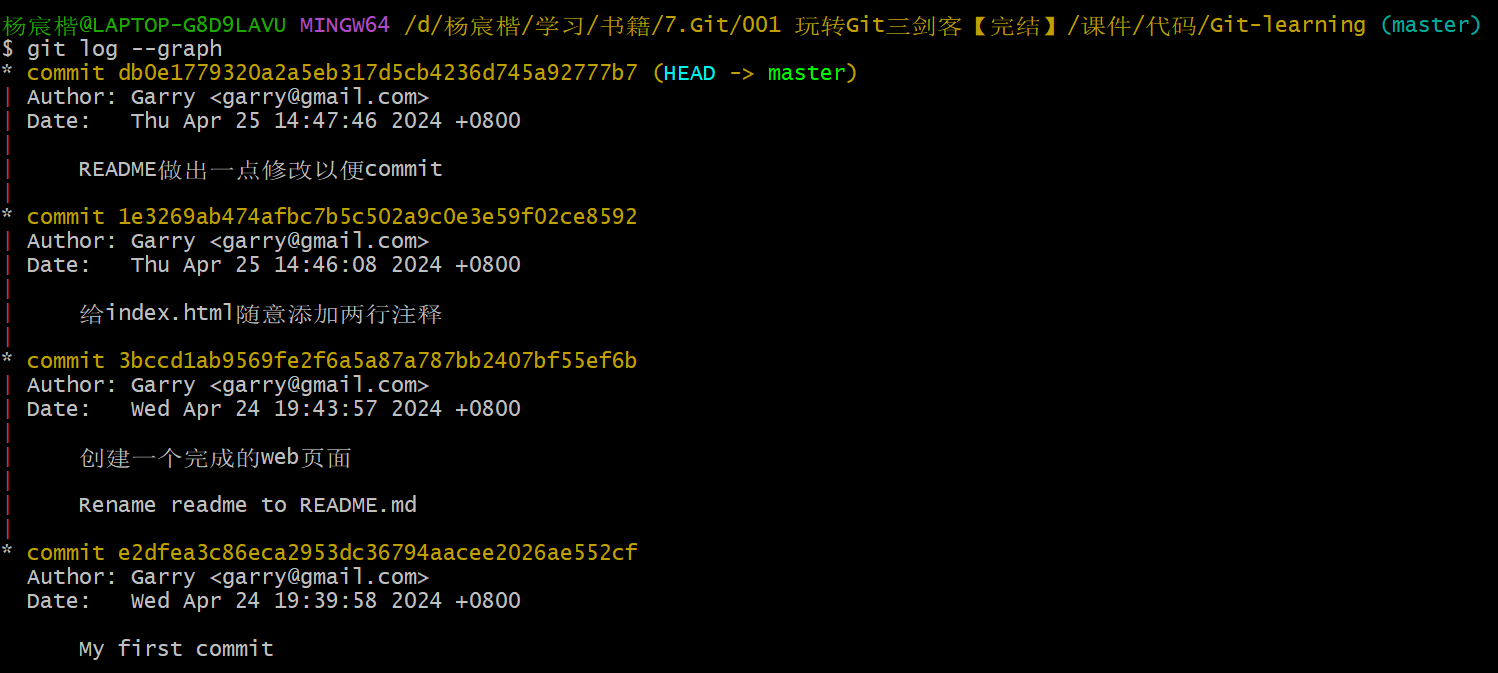 杨宸楷@LAPTOP-G8D9LAVU MINGW64 /d/杨宸楷/学习/书籍/7.Git/001 玩转Git三剑客【完结】/课件/代码/Git-learning (master)
$ git log --graph
* commit db0e1779320a2a5eb317d5cb4236d745a92777b7 (HEAD -> master)
| Author: Garry <garry@gmail.com>
| Date:   Thu Apr 25 14:47:46 2024 +0800
|
|     README做出一点修改以便commit
|
* commit 1e3269ab474afbc7b5c502a9c0e3e59f02ce8592
| Author: Garry <garry@gmail.com>
| Date:   Thu Apr 25 14:46:08 2024 +0800
|
|     给index.html随意添加两行注释
|
* commit 3bccd1ab9569fe2f6a5a87a787bb2407bf55ef6b
| Author: Garry <garry@gmail.com>
| Date:   Wed Apr 24 19:43:57 2024 +0800
|
|     创建一个完成的web页面
|
|     Rename readme to README.md
|
* commit e2dfea3c86eca2953dc36794aacee2026ae552cf
  Author: Garry <garry@gmail.com>
  Date:   Wed Apr 24 19:39:58 2024 +0800

      My first commit